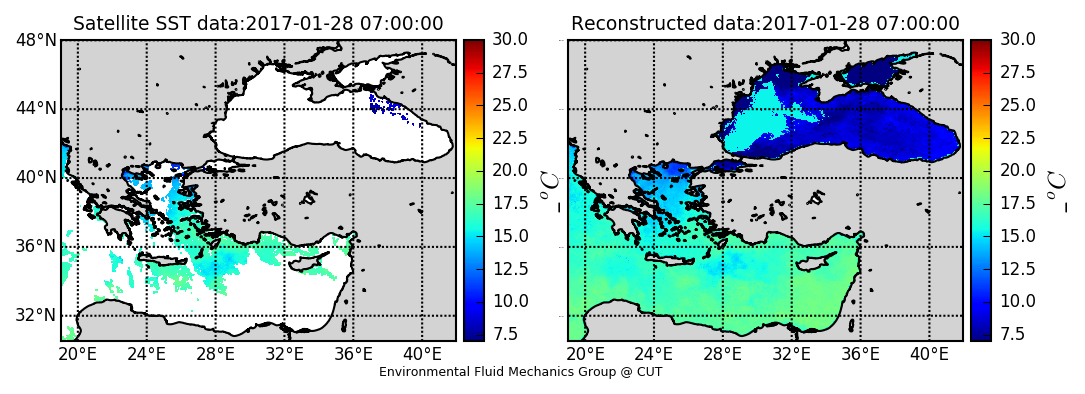 Satellite SST data:2017-01-28 07:00:00
48°N
44°N
40°N
36°N
32°N
20°E 24°E 28°E 32°E 36°E 40°E
30.0
27.5
25.0
22.5
20.0
17.5
15.0
12.5
10.0
7.5
_ °C
Reconstructed data:2017-01-28 07:00:00
20°E 24°E 28°E 32°E 36°E 40°E
30.0
27.5
25.0
22.5
20.0
17.5
15.0
12.5
10.0
7.5
_ °C
Environmental Fluid Mechanics Group @ CUT